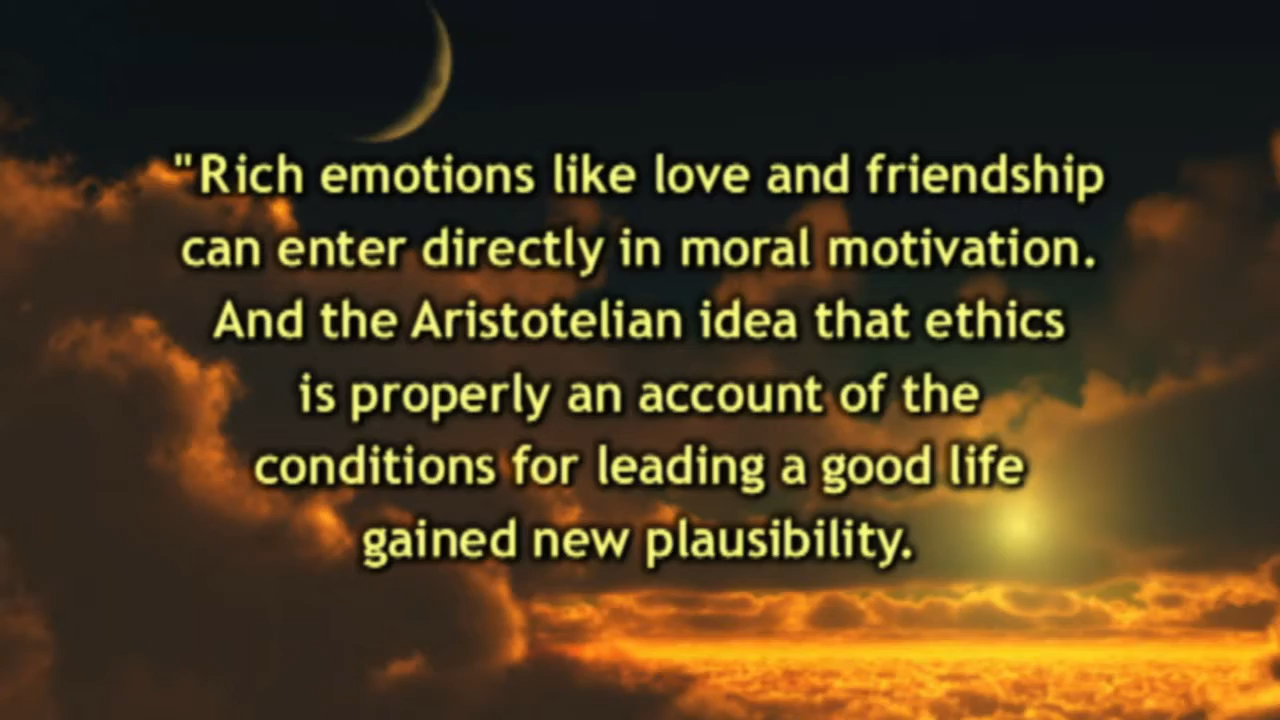 "Rich emotions like love and friendship
can enter directly in moral motivation.
And the Aristotelian idea that ethics
is properly an account of the
conditions for leading a good life
gained new plausibility.